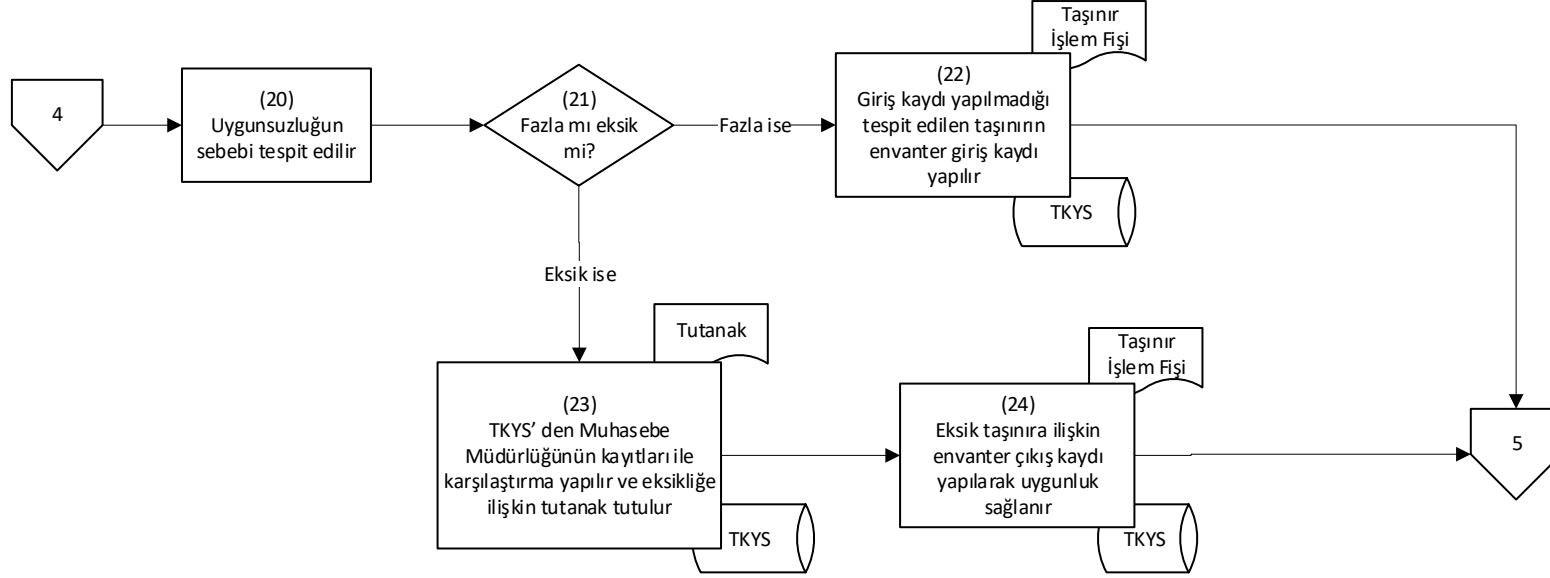 4
(20)
Uygunsuzluğun
sebebi tespit edilir
(21)
Fazla mı eksik
mi?
Fazla ise
Taşınır
İşlem Fişi
(22)
Giriş kaydı yapılmadığı
tespit edilen taşınırın
envanter giriş kaydı
yapılır
TKYS
Eksik ise
Tutanak
(23)
TKYS' den Muhasebe
Müdürlüğünün kayıtları ile
karşılaştırma yapılır ve eksikliğe
ilişkin tutanak tutulur
TKYS
Taşınır
İşlem Fişi
(24)
Eksik taşınıra ilişkin
envanter çıkış kaydı
yapılarak uygunluk
sağlanır
TKYS
5